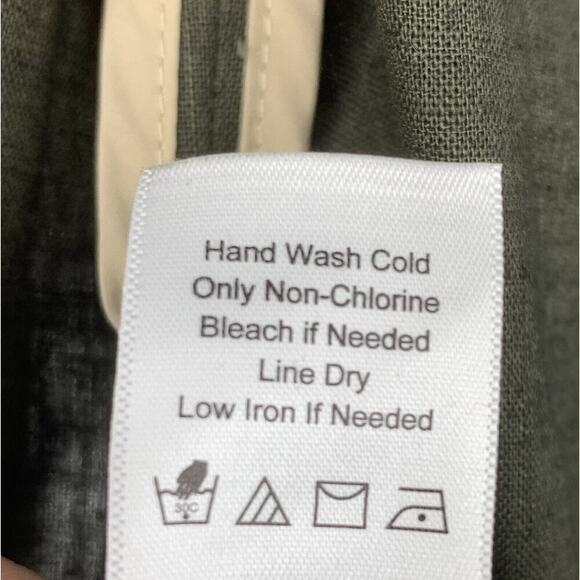 Hand Wash Cold
Only Non-Chlorine
Bleach if Needed
Line Dry
Low Iron If Needed
30C